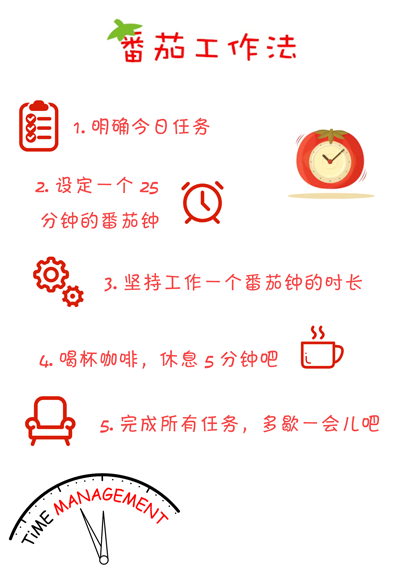 番茄工作法
1. 明确今日任务
2. 设定一个 25
分钟的番茄钟
3. 坚持工作一个番茄钟的时长
4. 喝杯咖啡，休息 5 分钟吧
5. 完成所有任务，多歇一会儿吧
TiME MANAGEMENT